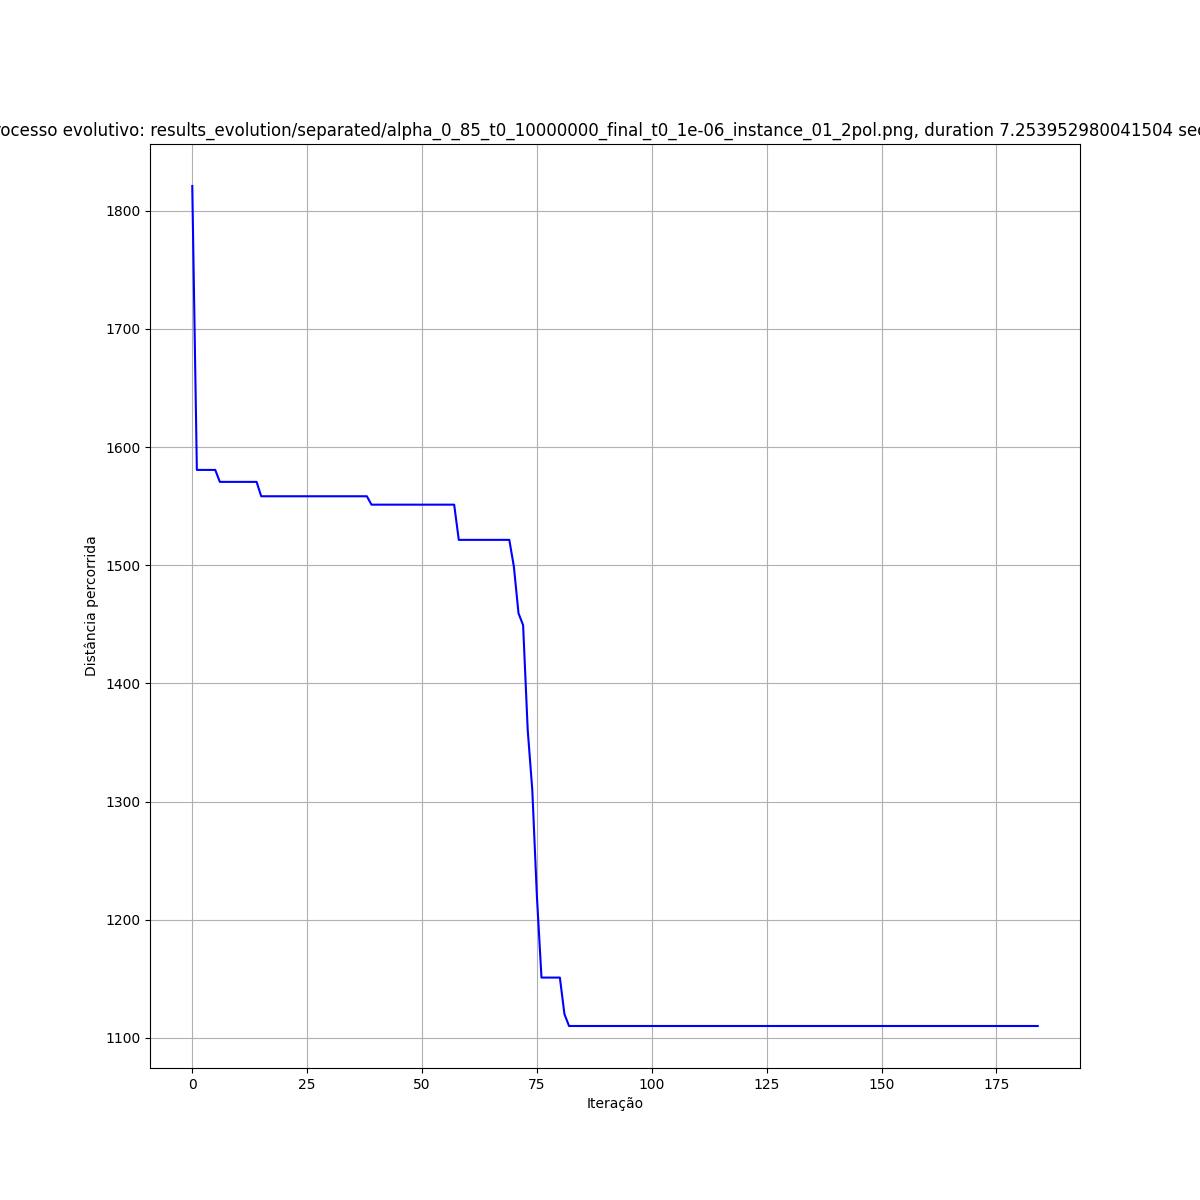 ocesso evolutivo: results_evolution/separated/alpha_0_85_t0_10000000_final_t0_1e-06_instance_01_2pol.png, duration 7.253952980041504 sec
1800
1700
1600
1500
1400
1300
1200
1100
Distância percorrida
0 25 50 75 100 125 150 175
Iteração